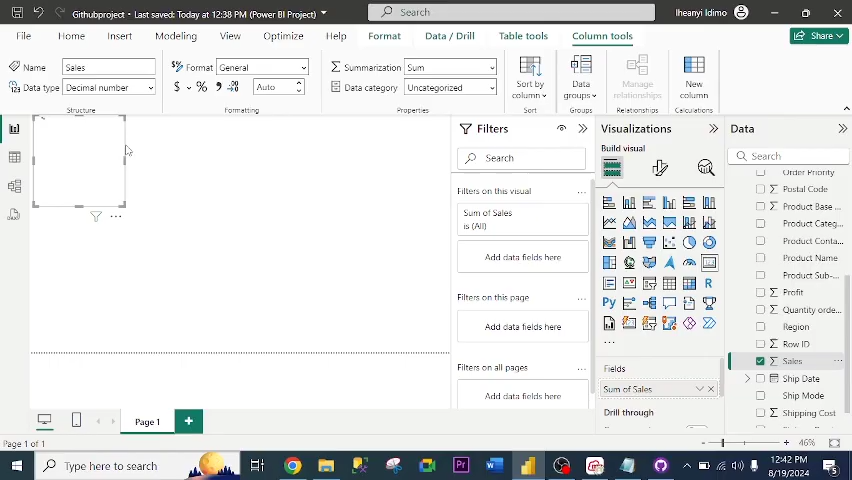 Githubproject • Last saved: Today at 12:38 PM (Power BI Project)
Search
Iheanyi Idimo
File
Home
Insert
Modeling
View
Optimize
Help
Format
Data / Drill
Table tools
Column tools
Share
Name
Sales
Data type
Decimal number
Structure
Format
General
$
%
Auto
Formatting
Summarization
Sum
Data category
Uncategorized
Properties
Sort by
column
Sort
Data
groups
Groups
Manage
relationships
Relationships
New
column
Calculations
Filters
Search
Filters on this visual
Sum of Sales
is (All)
Add data fields here
Filters on this page
Add data fields here
Filters on all pages
Add data fields here
Visualizations
Build visual
R
Py
Fields
Sum of Sales
Drill through
Data
Search
Order Priority
Postal Code
Product Base ...
Product Categ...
Product Conta...
Product Name
Product Sub-...
Profit
Quantity orde...
Region
Row ID
Sales
Ship Date
Ship Mode
Shipping Cost
Page 1
Page 1 of 1
46%
Type here to search
12:42 PM
8/19/2024